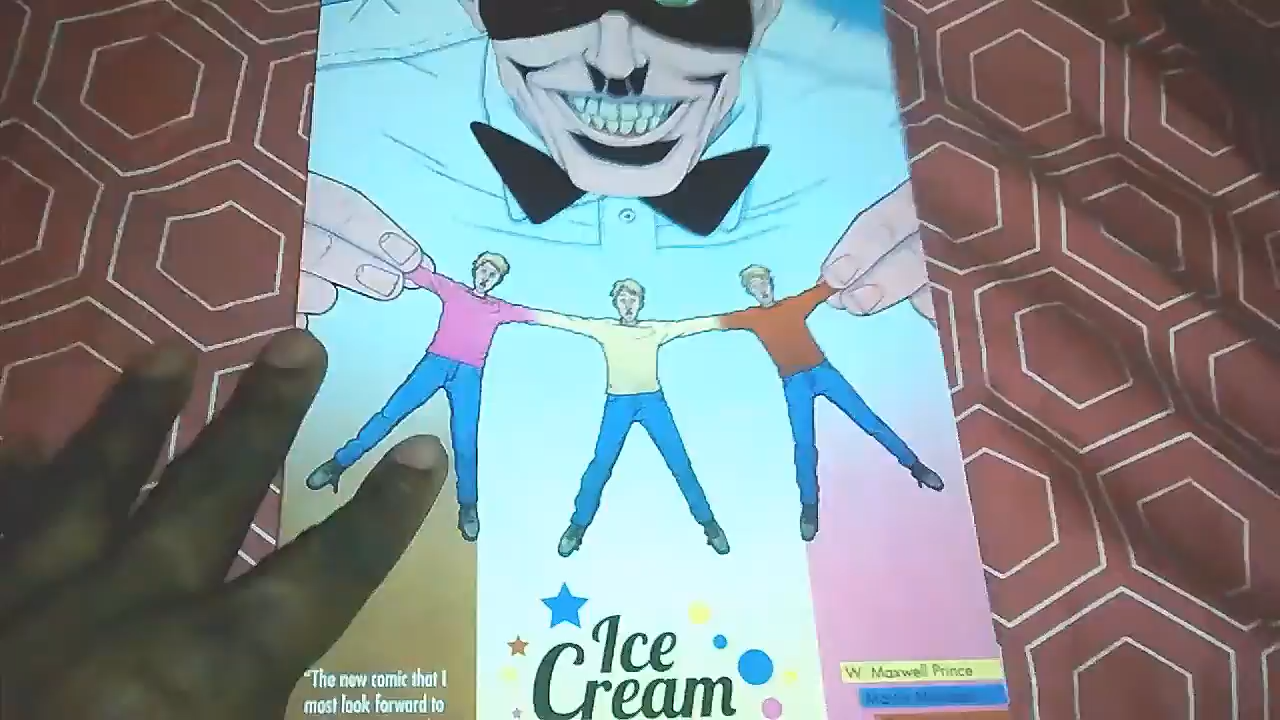 Ice
Cream
"The new comic that I
most look forward to
W. Maxwell Prince